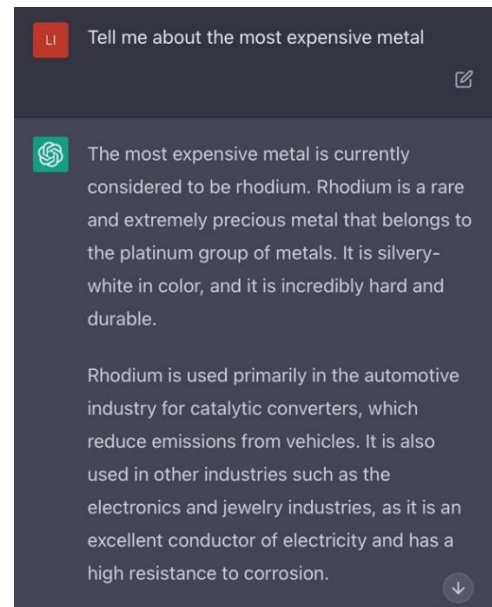 LI
Tell me about the most expensive metal
The most expensive metal is currently
considered to be rhodium. Rhodium is a rare
and extremely precious metal that belongs to
the platinum group of metals. It is silvery-
white in color, and it is incredibly hard and
durable.
Rhodium is used primarily in the automotive
industry for catalytic converters, which
reduce emissions from vehicles. It is also
used in other industries such as the
electronics and jewelry industries, as it is an
excellent conductor of electricity and has a
high resistance to corrosion.